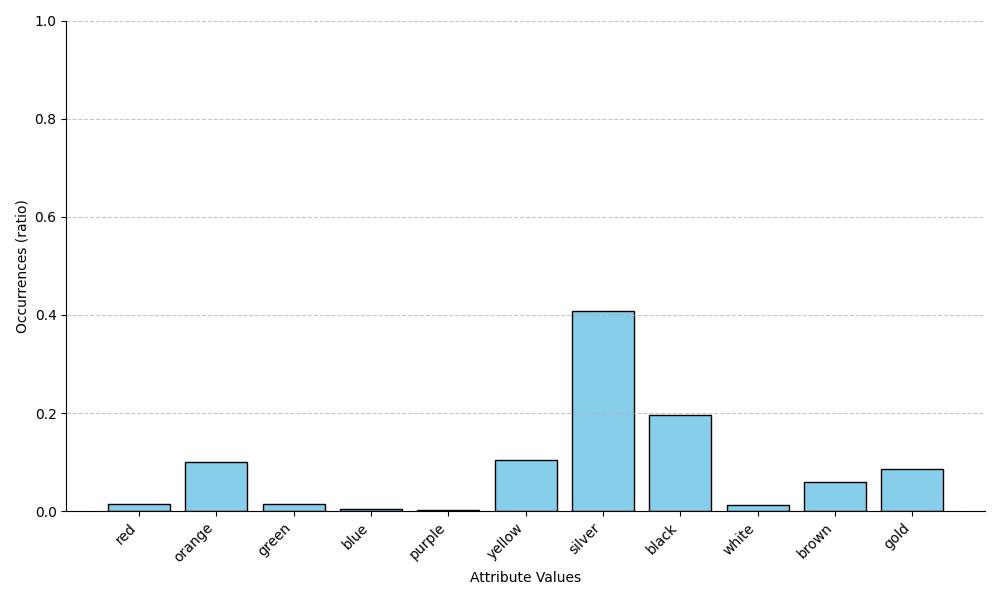 1.0
0.8
0.6
0.4
0.2
0.0
Occurrences (ratio)
red
orange
green
blue
purple
yellow
silver
black
white
brown
gold
Attribute Values